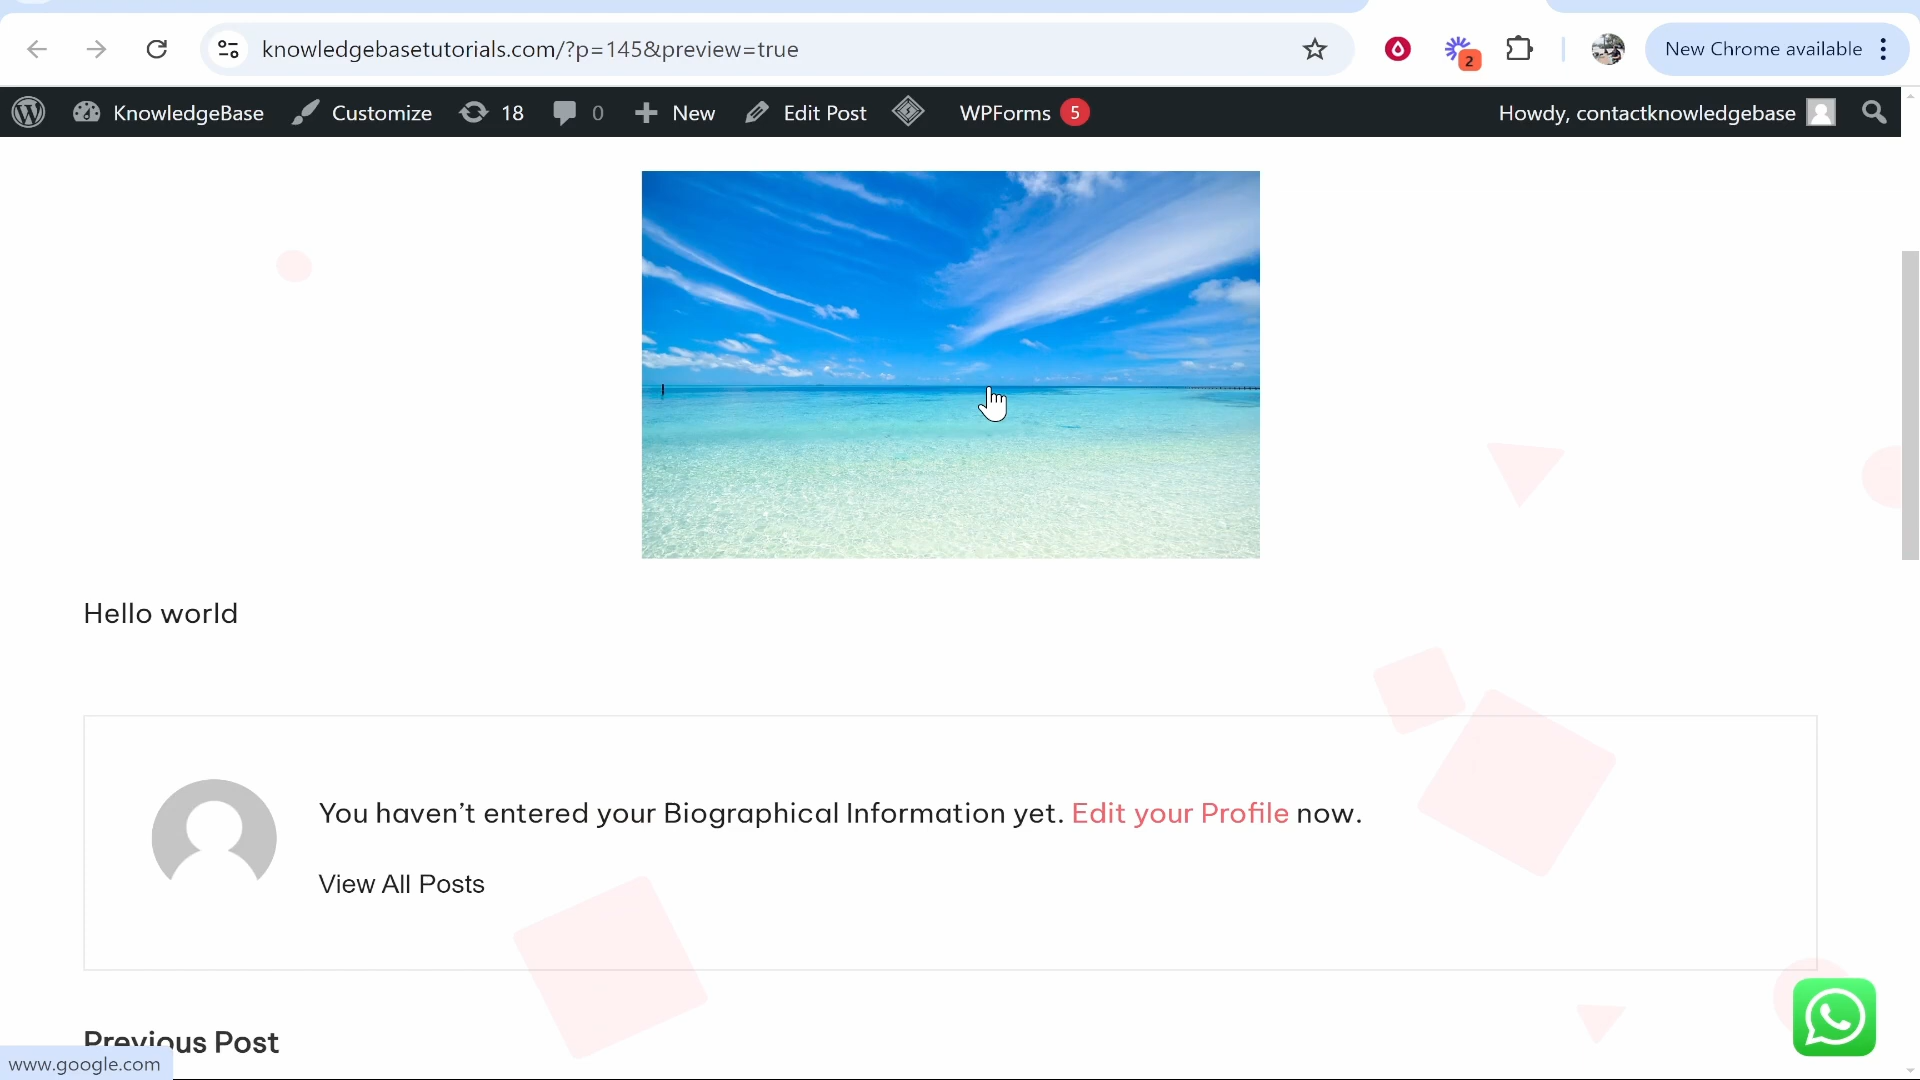 knowledgebasetutorials.com/?p=145&preview=true
2
New Chrome available
KnowledgeBase
Customize
18
0
New
Edit Post
WPForms
5
Howdy, contactknowledgebase
Hello world
You haven’t entered your Biographical Information yet. Edit your Profile now.
View All Posts
Previous Post
www.google.com